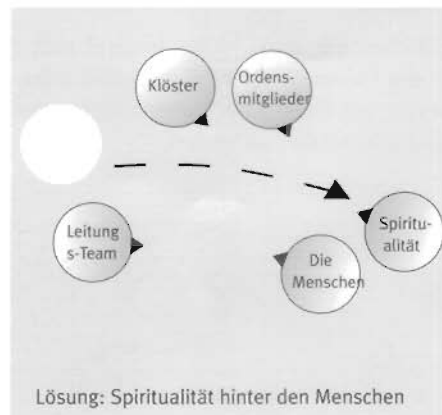 Klöster
Ordens-
mitglieder
Leitung
s-Team
Spiritu-
alität
Die
Menschen
Lösung: Spiritualität hinter den Menschen